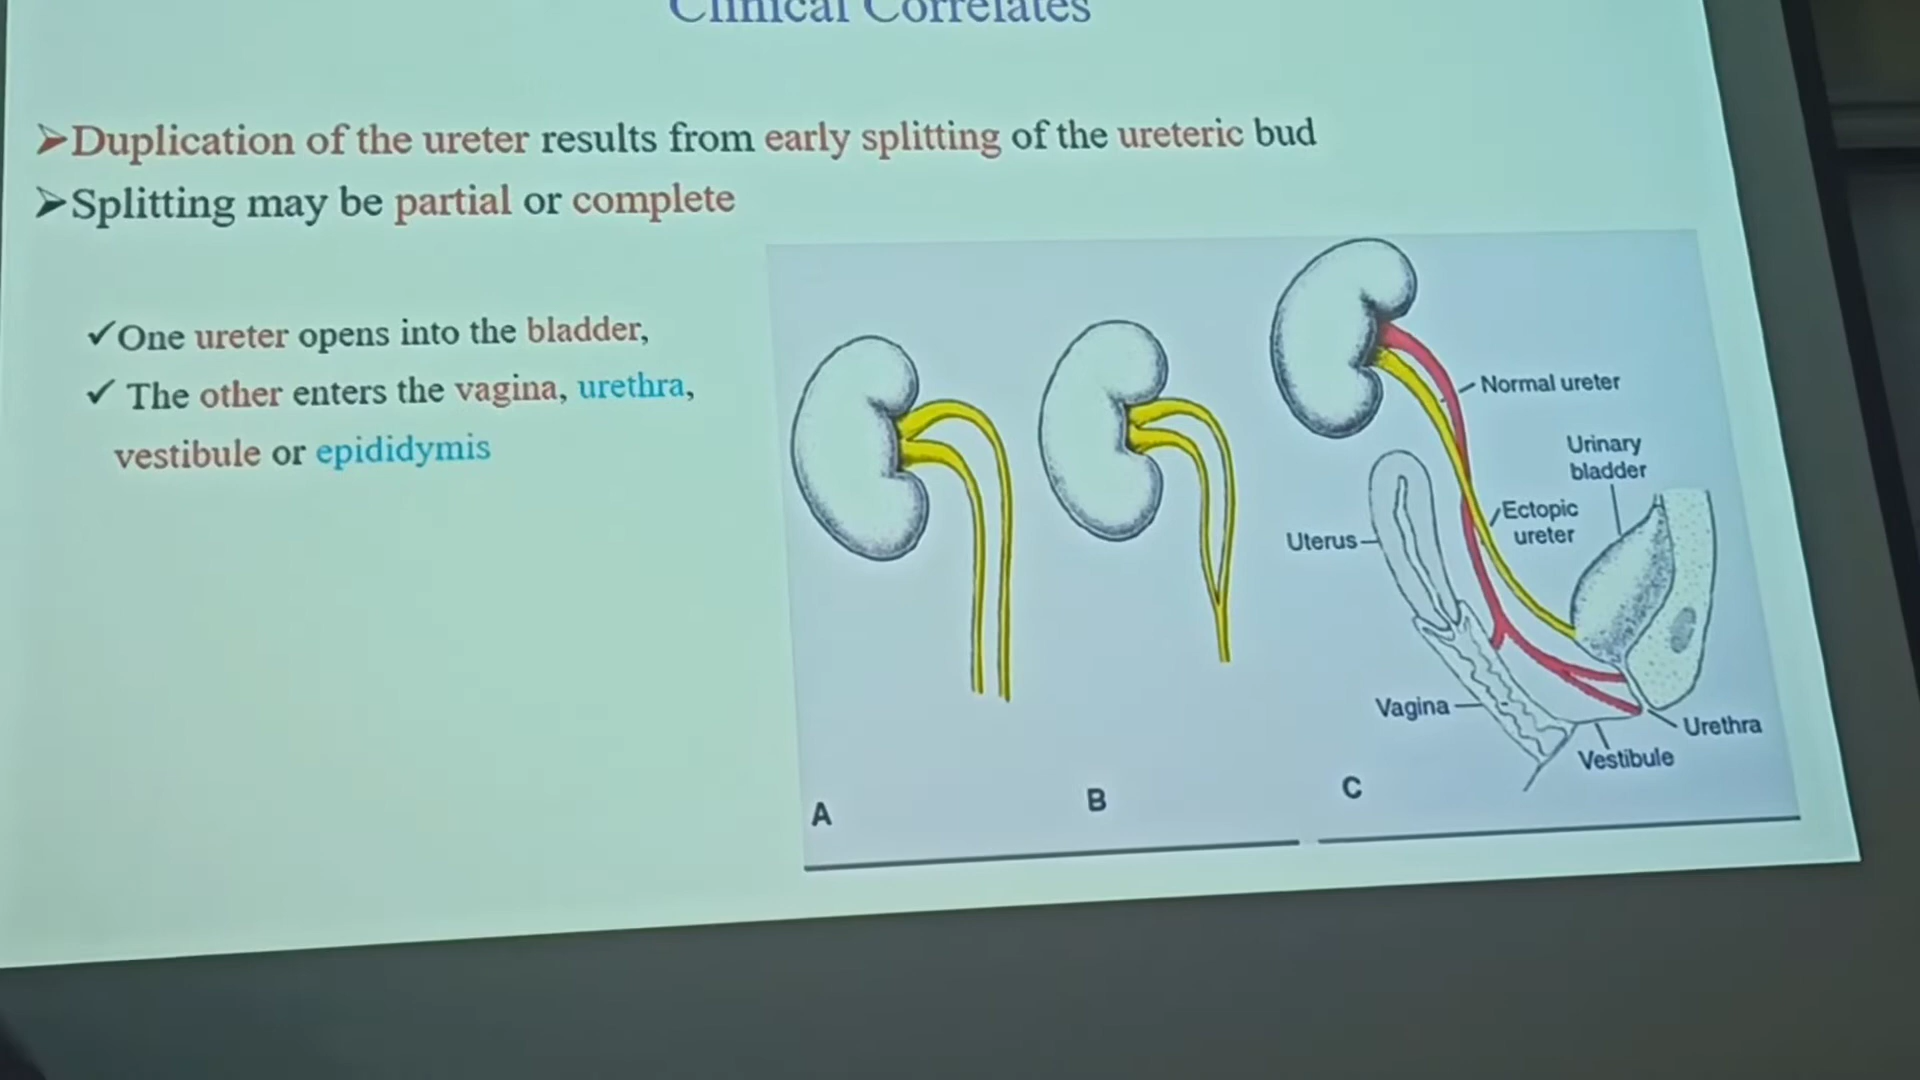 Clinical Correlates
➢Duplication of the ureter results from early splitting of the ureteric bud
➢Splitting may be partial or complete
✓One ureter opens into the bladder,
✓ The other enters the vagina, urethra,
vestibule or epididymis
Normal ureter
Urinary
bladder
Ectopic
ureter
Uterus
Vagina
Urethra
Vestibule
A
B
C